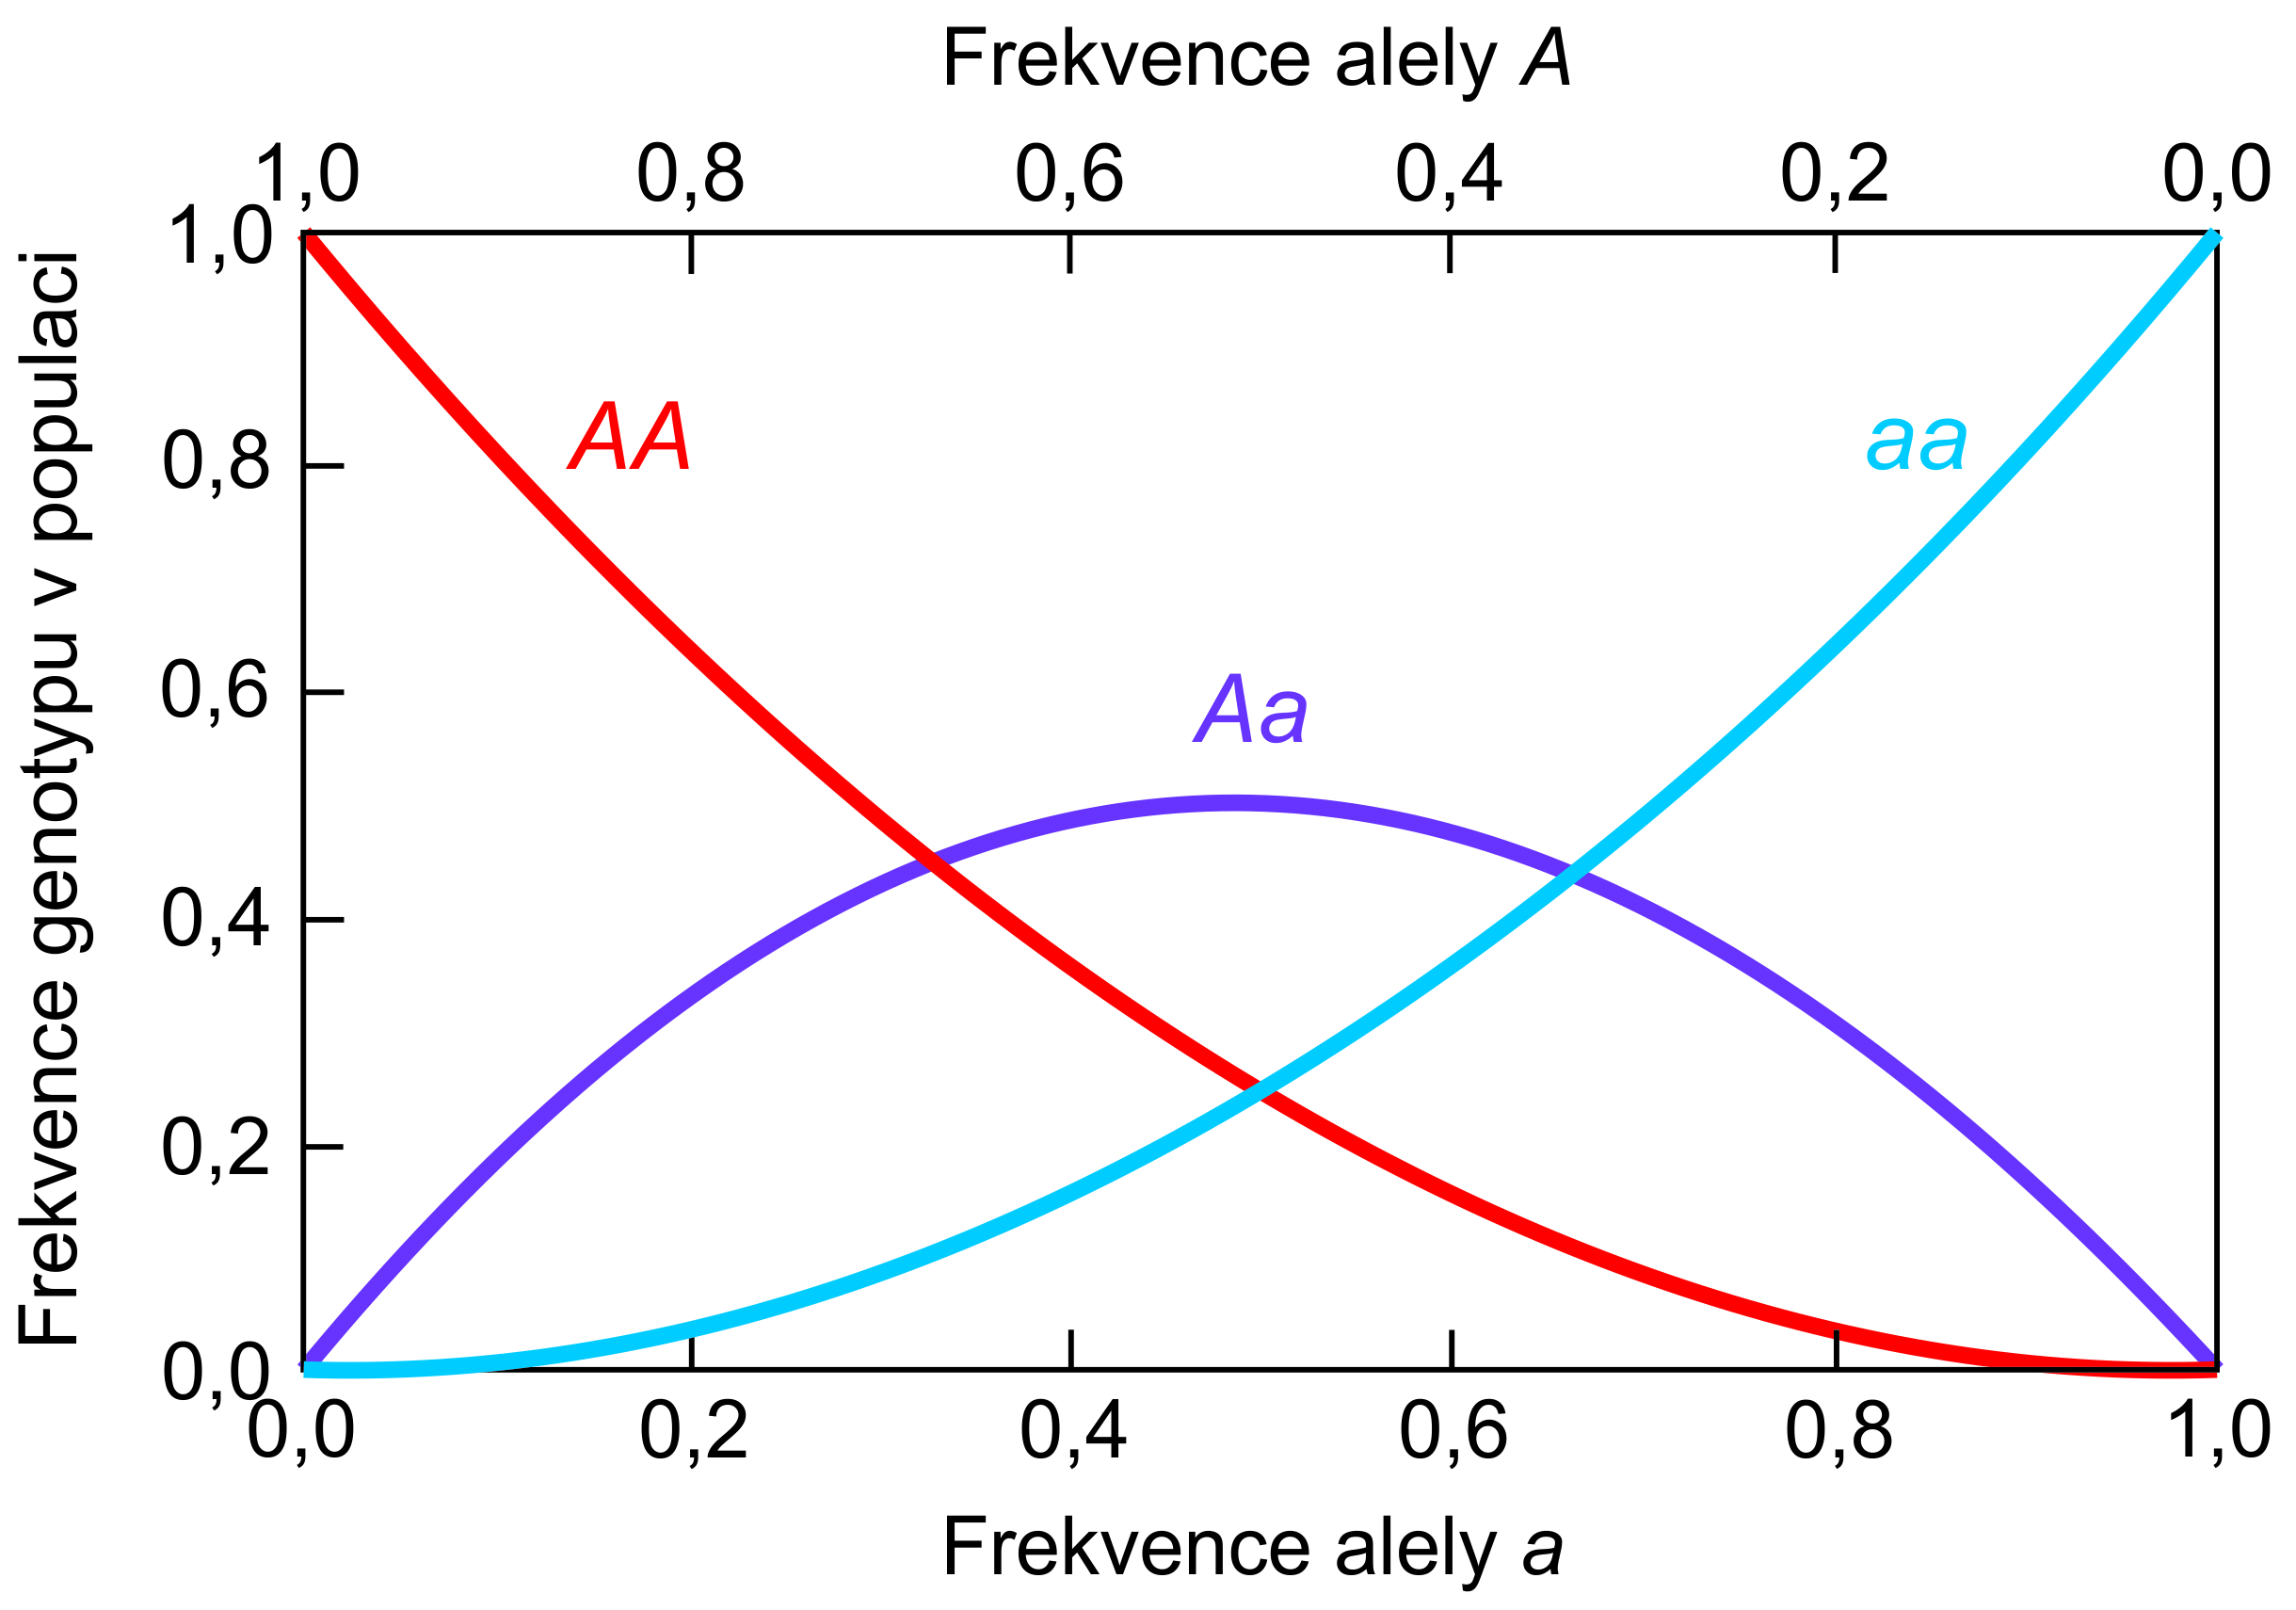 Frekvence alely A
1,0 0,8 0,6 0,4 0,2 0,0
Frekvence genotypu v populaci
1,0
0,8
0,6
0,4
0,2
0,0
AA
aa
Aa
0,0 0,2 0,4 0,6 0,8 1,0
Frekvence alely a